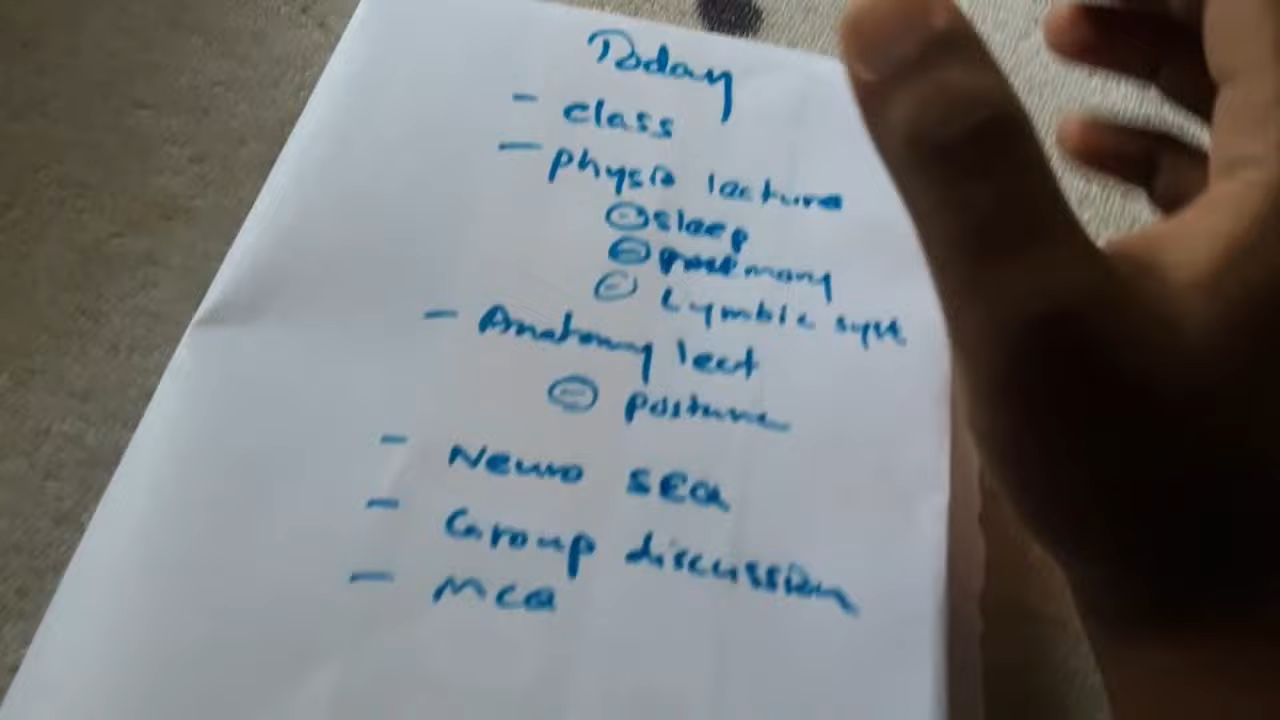 Today
- class
- physio lecture
sleep
- Lymbic syst
- Anatomy lect
- posture
- Neuro SEQ
- Group discussion
- MCQ